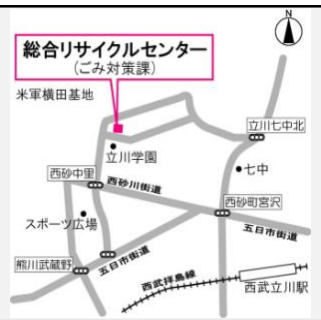 N
総合リサイクルセンター
(ごみ対策課)
米軍横田基地
立川七中北
立川学園
七中
西砂中里
西砂川街道
西砂町宮沢
スポーツ広場
五日市街道
熊川武蔵野
五日市街道
西武拝島線
西武立川駅